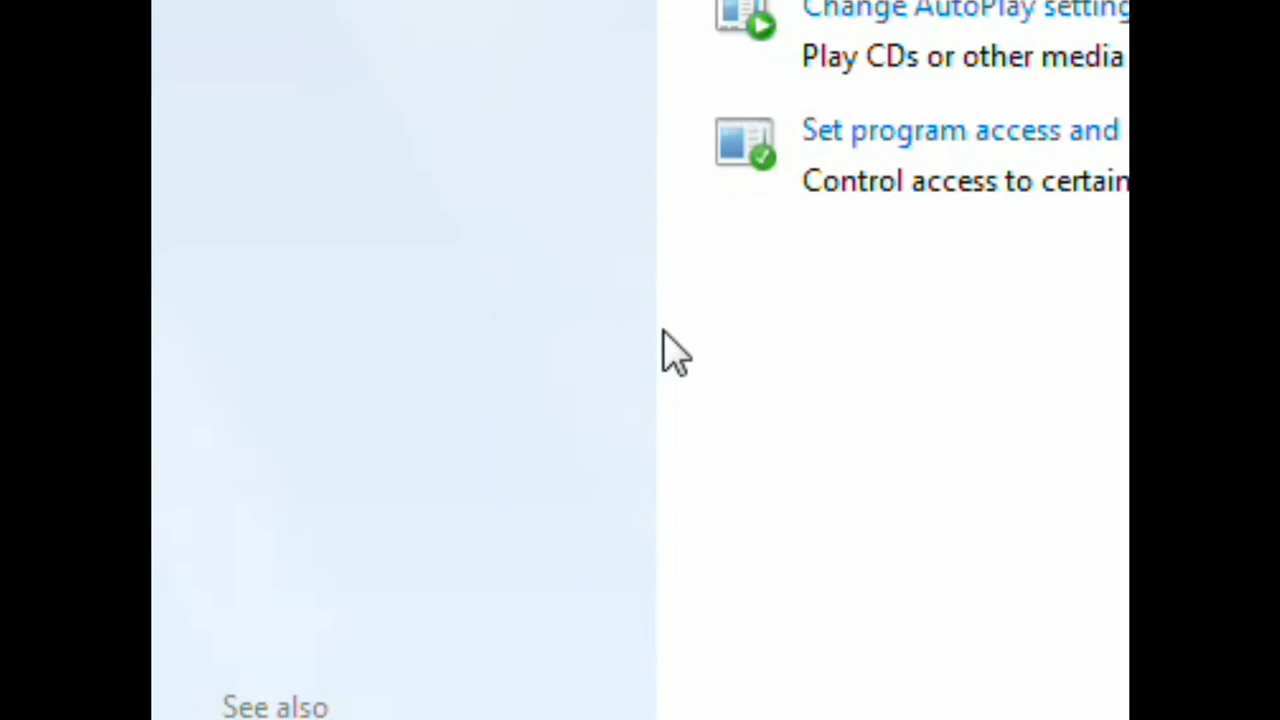 Change AutoPlay setting
Play CDs or other media
Set program access and
Control access to certain
See also